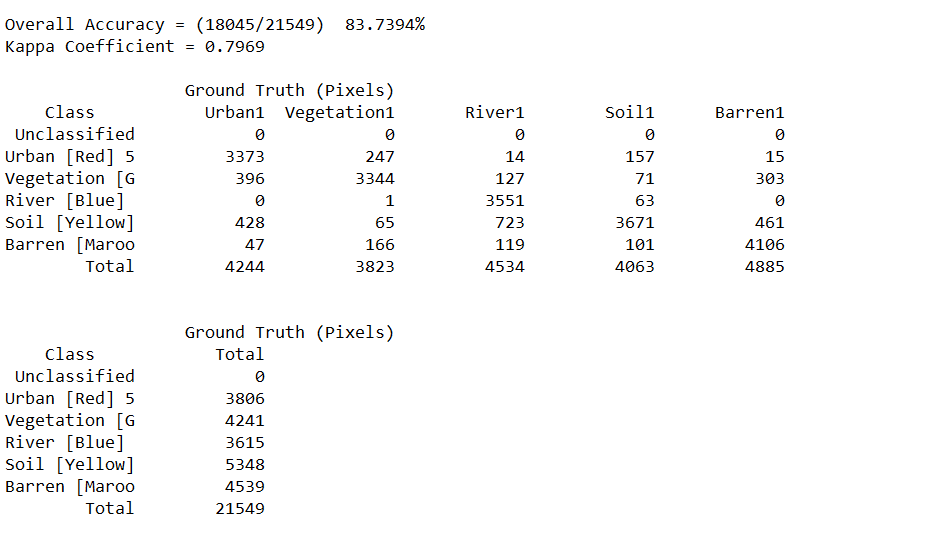 Overall Accuracy = (18045/21549)  83.7394%
Kappa Coefficient = 0.7969
Ground Truth (Pixels)
Class Urban1 Vegetation1 River1 Soil1 Barren1
Unclassified 0 0 0 0 0
Urban [Red] 5 3373 247 14 157 15
Vegetation [G 396 3344 127 71 303
River [Blue] 0 1 3551 63 0
Soil [Yellow] 428 65 723 3671 461
Barren [Maroo 47 166 119 101 4106
Total 4244 3823 4534 4063 4885
Ground Truth (Pixels)
Class Total
Unclassified 0
Urban [Red] 5 3806
Vegetation [G 4241
River [Blue] 3615
Soil [Yellow] 5348
Barren [Maroo 4539
Total 21549